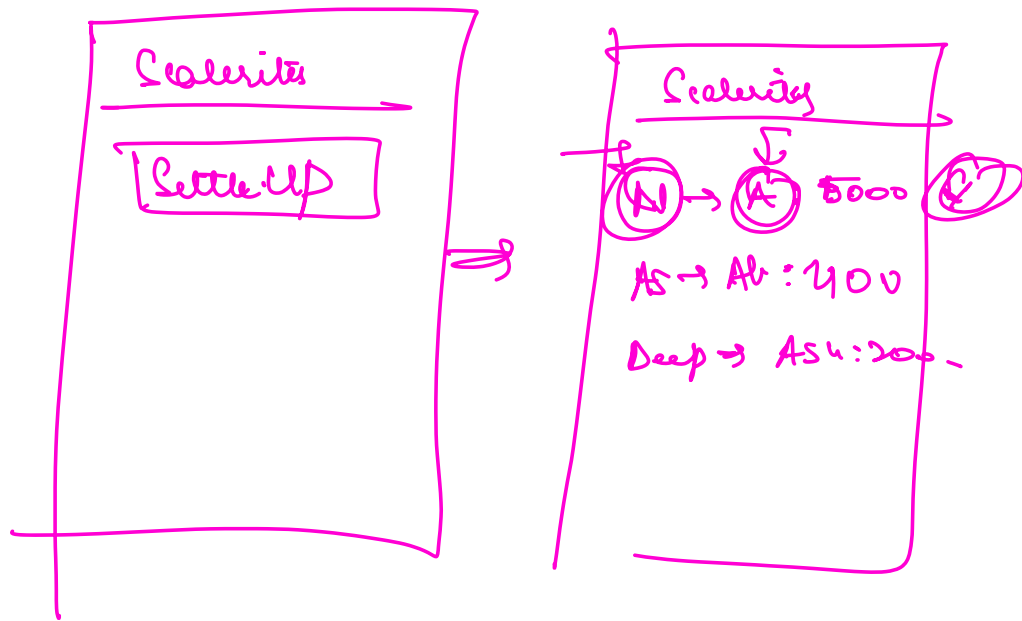 Scalerites
Settle Up
Scalerites
N → A 5000 C
As → Ab : 400
Deep → Ash : 200